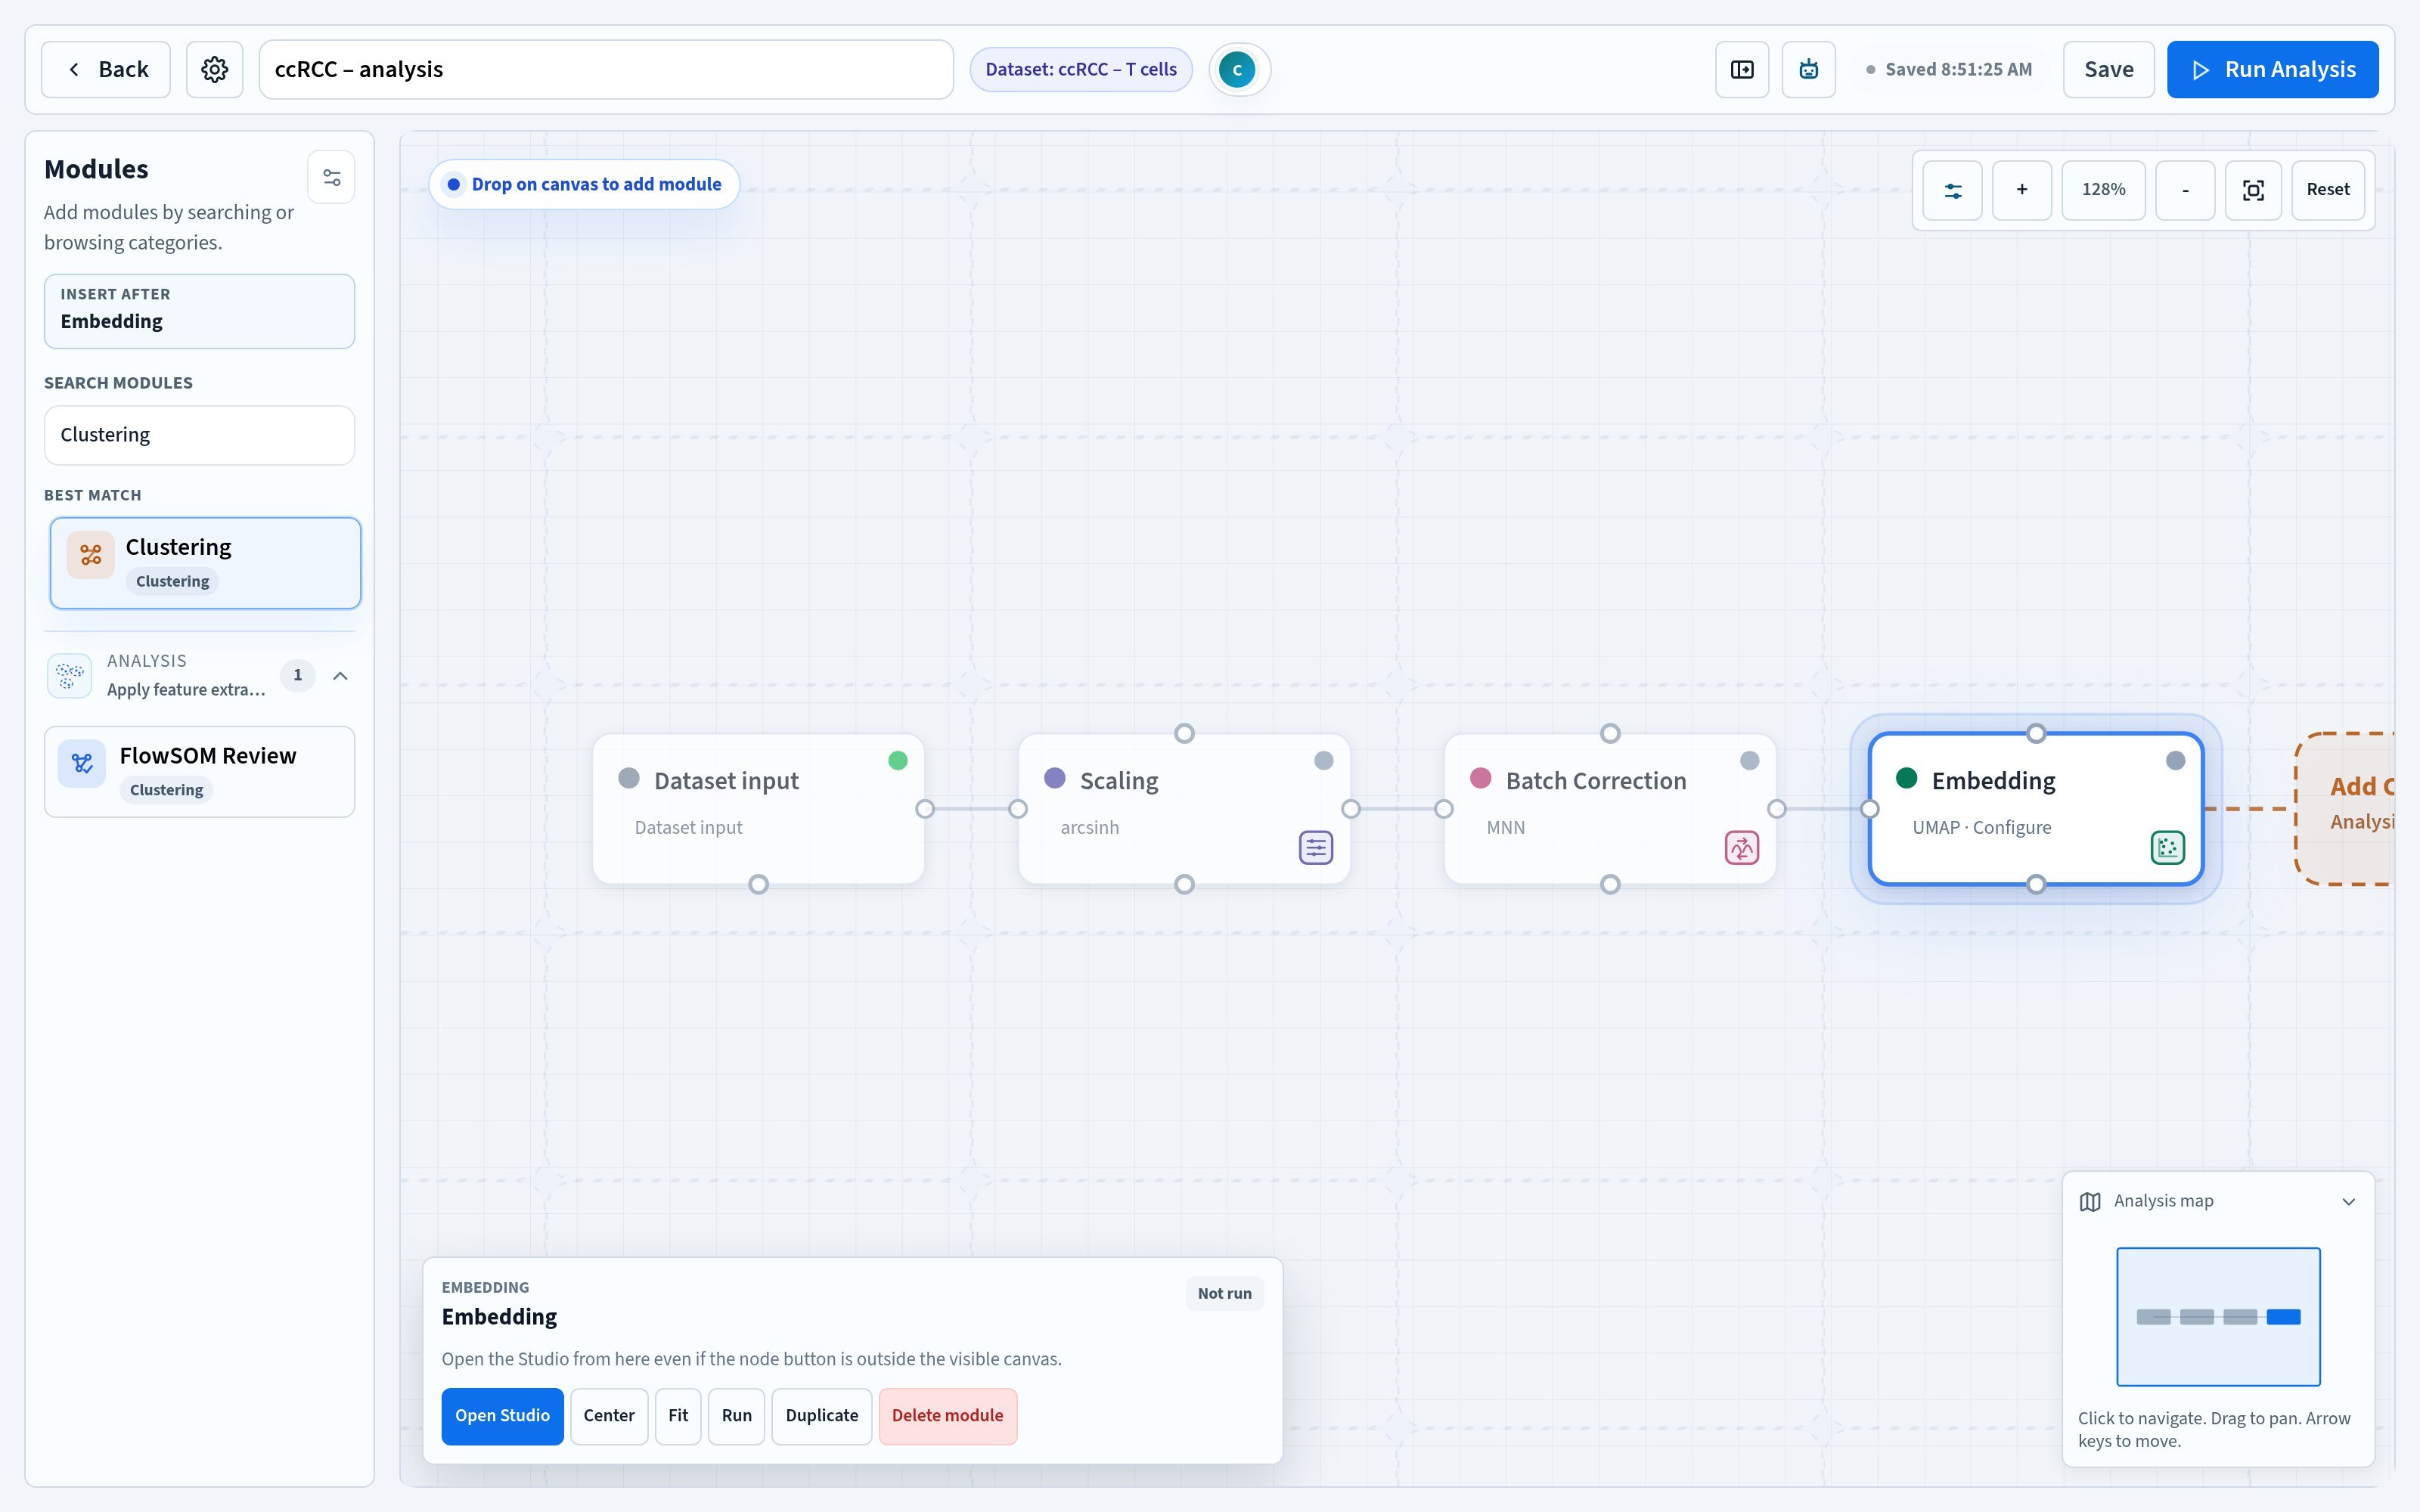 Back
ccRCC – analysis
Dataset: ccRCC – T cells
C
Saved 8:51:25 AM
Save
Run Analysis
Modules
Add modules by searching or
browsing categories.
INSERT AFTER
Embedding
SEARCH MODULES
Clustering
BEST MATCH
Clustering
Clustering
ANALYSIS
Apply feature extra...
1
FlowSOM Review
Clustering
Drop on canvas to add module
+
128%
-
Reset
Dataset input
Dataset input
Scaling
arcsinh
Batch Correction
MNN
Embedding
UMAP · Configure
Add C
Analysi
EMBEDDING
Embedding
Not run
Open the Studio from here even if the node button is outside the visible canvas.
Open Studio
Center
Fit
Run
Duplicate
Delete module
Analysis map
Click to navigate. Drag to pan. Arrow
keys to move.